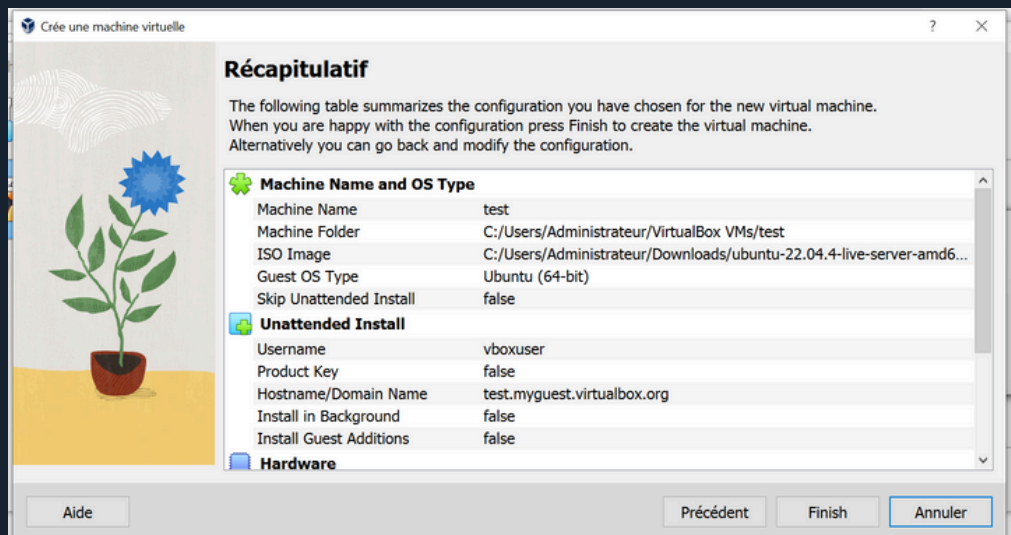 Crée une machine virtuelle ?
Récapitulatif
The following table summarizes the configuration you have chosen for the new virtual machine.
When you are happy with the configuration press Finish to create the virtual machine.
Alternatively you can go back and modify the configuration.
Machine Name and OS Type
Machine Name test
Machine Folder C:/Users/Administrateur/VirtualBox VMs/test
ISO Image C:/Users/Administrateur/Downloads/ubuntu-22.04.4-live-server-amd6...
Guest OS Type Ubuntu (64-bit)
Skip Unattended Install false
Unattended Install
Username vboxuser
Product Key false
Hostname/Domain Name test.myguest.virtualbox.org
Install in Background false
Install Guest Additions false
Hardware
Aide Précédent Finish Annuler